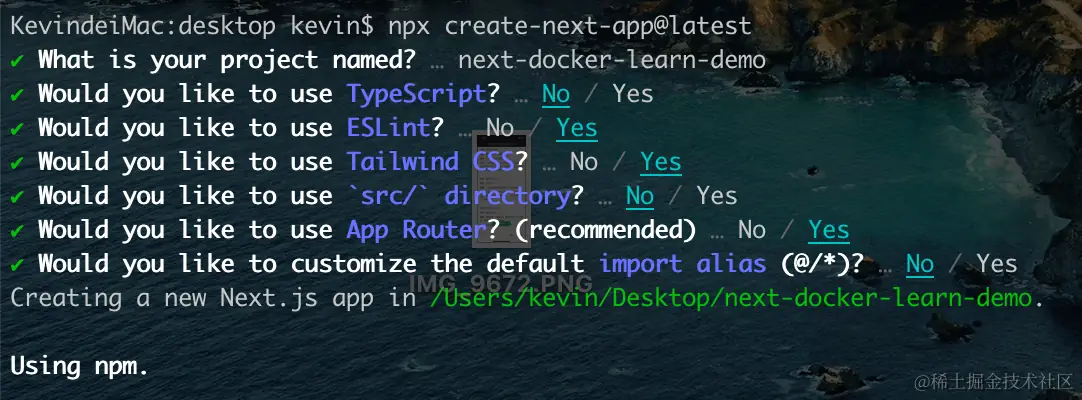 KevindeiMac:desktop kevin$ npx create-next-app@latest
✔ What is your project named? … next-docker-learn-demo
✔ Would you like to use TypeScript? … No / Yes
✔ Would you like to use ESLint? … No / Yes
✔ Would you like to use Tailwind CSS? … No / Yes
✔ Would you like to use `src/` directory? … No / Yes
✔ Would you like to use App Router? (recommended) … No / Yes
✔ Would you like to customize the default import alias (@/*)? … No / Yes
IMG_9672.PNG
Creating a new Next.js app in /Users/kevin/Desktop/next-docker-learn-demo.
Using npm.
@稀土掘金技术社区